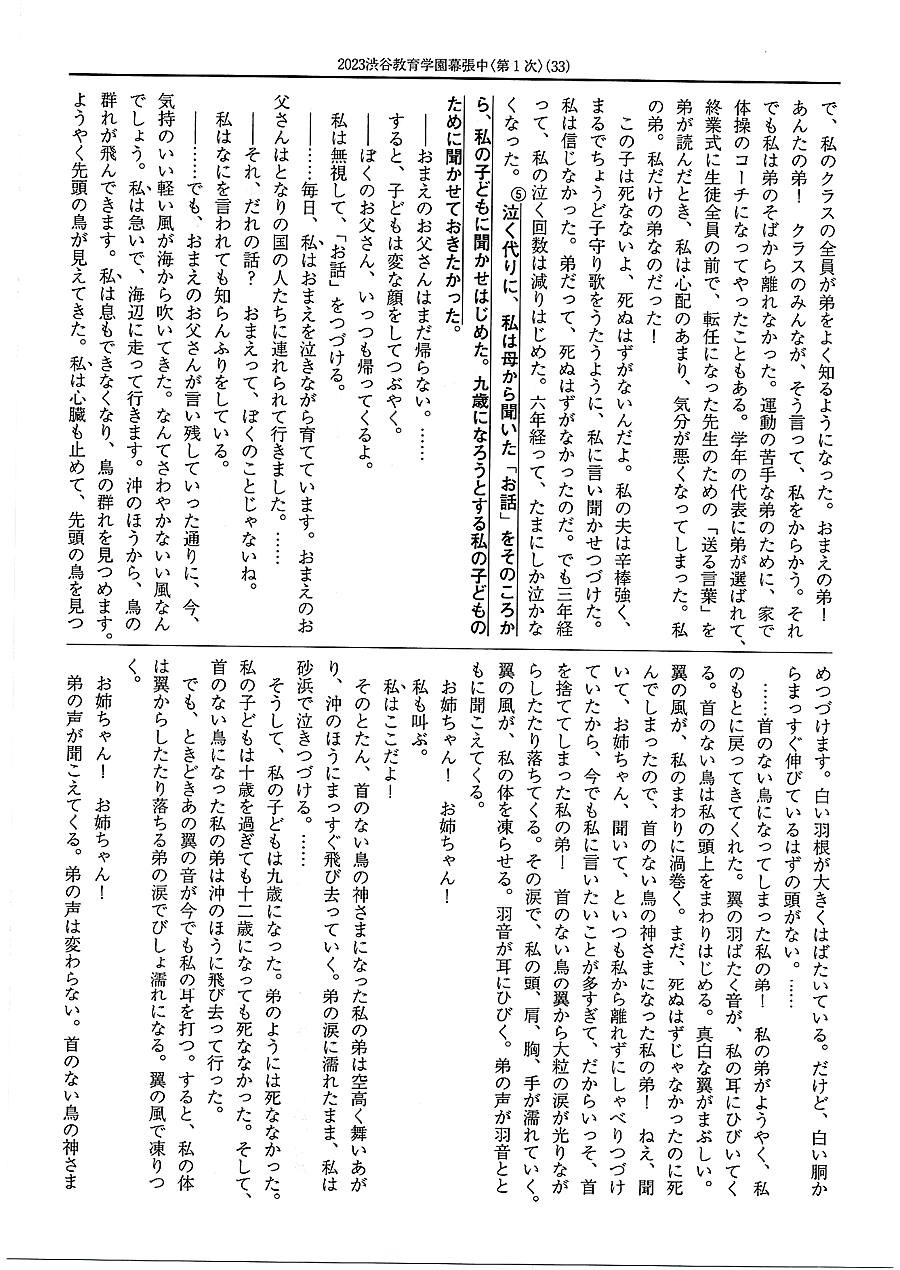 2023渋谷教育学園幕張中〈第1次〉(33)
で、私のクラスの全員が弟をよく知るようになった。おまえの弟!
あんたの弟! クラスのみんなが、そう言って、私をからかう。それ
でも私は弟のそばから離れなかった。運動の苦手な弟のために、家で
体操のコーチになってやったこともある。学年の代表に弟が選ばれて、
終業式に生徒全員の前で、転任になった先生のための「送る言葉」を
弟が読んだとき、私は心配のあまり、気分が悪くなってしまった。私
の弟。私だけの弟なのだった!
この子は死なないよ、死ぬはずがないんだよ。私の夫は辛棒強く、
まるでちょうど子守り歌をうたうように、私に言い聞かせつづけた。
私は信じなかった。弟だって、死ぬはずがなかったのだ。でも三年経
って、私の泣く回数は減りはじめた。六年経って、たまにしか泣かな
くなった。⑤泣く代りに、私は母から聞いた「お話」をそのころか
ら、私の子どもに聞かせはじめた。九歳になろうとする私の子どもの
ために聞かせておきたかった。
――おまえのお父さんはまだ帰らない。……
すると、子どもは変な顔をしてつぶやく。
――ぼくのお父さん、いっつも帰ってくるよ。
私は無視して、「お話」をつづける。
――……毎日、私はおまえを泣きながら育てています。おまえのお
父さんはとなりの国の人たちに連れられて行きました。……
――それ、だれの話? おまえって、ぼくのことじゃないね。
私はなにを言われても知らんふりをしている。
――……でも、おまえのお父さんが言い残していった通りに、今、
気持のいい軽い風が海から吹いてきた。なんてさわやかないい風なん
でしょう。私は急いで、海辺に走って行きます。沖のほうから、鳥の
群れが飛んできます。私は息もできなくなり、鳥の群れを見つめます。
ようやく先頭の鳥が見えてきた。私は心臓も止めて、先頭の鳥を見つ
めつづけます。白い羽根が大きくはばたいている。だけど、白い胴か
らまっすぐ伸びているはずの頭がない。……
……首のない鳥になってしまった私の弟! 私の弟がようやく、私
のもとに戻ってきてくれた。翼の羽ばたく音が、私の耳にひびいてく
る。首のない鳥は私の頭上をまわりはじめる。真白な翼がまぶしい。
翼の風が、私のまわりに渦巻く。まだ、死ぬはずじゃなかったのに死
んでしまったので、首のない鳥の神さまになった私の弟! ねえ、聞
いて、お姉ちゃん、聞いて、といつも私から離れずにしゃべりつづけ
ていたから、今でも私に言いたいことが多すぎて、だからいっそ、首
を捨ててしまった私の弟! 首のない鳥の翼から大粒の涙が光りなが
らしたたり落ちてくる。その涙で、私の頭、肩、胸、手が濡れていく。
翼の風が、私の体を凍らせる。羽音が耳にひびく。弟の声が羽音とと
もに聞こえてくる。
お姉ちゃん! お姉ちゃん!
私も叫ぶ。
私はここだよ!
そのとたん、首のない鳥の神さまになった私の弟は空高く舞いあが
り、沖のほうにまっすぐ飛び去っていく。弟の涙に濡れたまま、私は
砂浜で泣きつづける。……
そうして、私の子どもは九歳になった。弟のようには死ななかった。
私の子どもは十歳を過ぎても十二歳になっても死ななかった。そして、
首のない鳥になった私の弟は沖のほうに飛び去って行った。
でも、ときどきあの翼の音が今でも私の耳を打つ。すると、私の体
は翼からしたたり落ちる弟の涙でびしょ濡れになる。翼の風で凍りつ
く。
お姉ちゃん! お姉ちゃん!
弟の声が聞こえてくる。弟の声は変わらない。首のない鳥の神さま